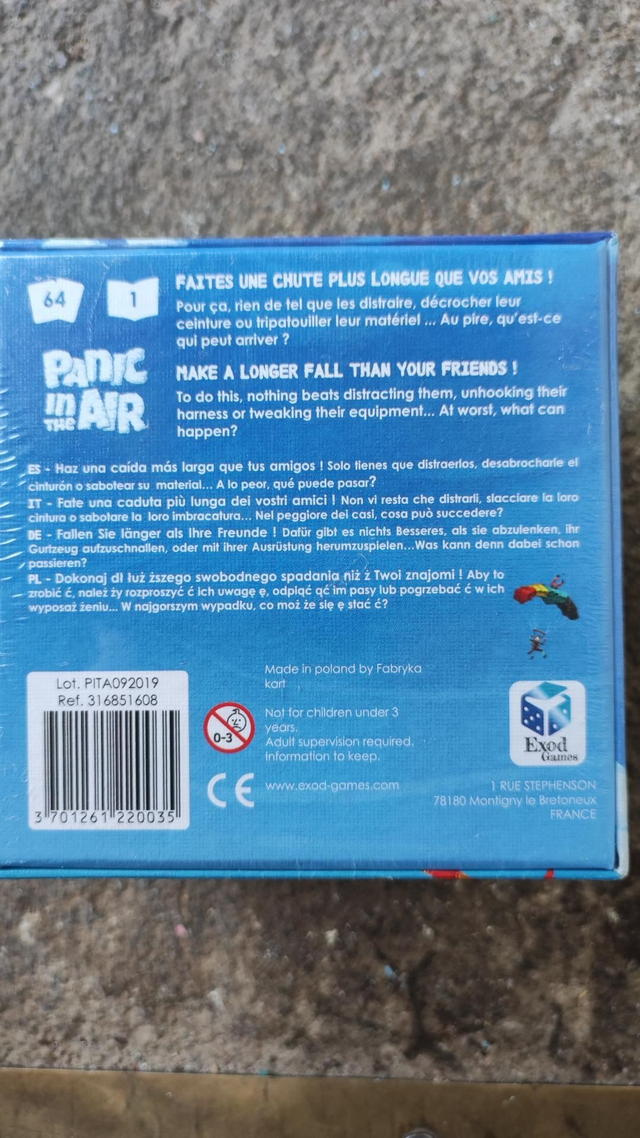 64
1
FAITES UNE CHUTE PLUS LONGUE QUE VOS AMIS !
Pour ça, rien de tel que les distraire, décrocher leur
ceinture ou tripatouiller leur matériel ... Au pire, qu'est-ce
qui peut arriver ?
PANIC
IN
THE AIR
MAKE A LONGER FALL THAN YOUR FRIENDS !
To do this, nothing beats distracting them, unhooking their
harness or tweaking their equipment... At worst, what can
happen?
ES - Haz una caída más larga que tus amigos ! Solo tienes que distraerlos, desabrocharle el
cinturón o sabotear su material... A lo peor, qué puede pasar?
IT - Fate una caduta più lunga dei vostri amici ! Non vi resta che distrarli, slacciare la loro
cintura o sabotare la loro imbracatura... Nel peggiore dei casi, cosa può succedere?
DE - Fallen Sie länger als Ihre Freunde ! Dafür gibt es nichts Besseres, als sie abzulenken, ihr
Gurtzeug aufzuschnallen, oder mit ihrer Ausrüstung herumzuspielen...Was kann denn dabei schon
passieren?
PL - Dokonaj dł łuż ższego swobodnego spadania niż ż Twoi znajomi ! Aby to
zrobić ć, należ ży rozproszyć ć ich uwagę ę, odpiąć qć im pasy lub pogrzebać ć w ich
wyposaż żeniu... W najgorszym wypadku, co moż że się ę stać ć?
Lot. PITA092019
Ref. 316851608
3 701261 220035
Made in poland by Fabryka
kart
0-3
Not for children under 3
years.
Adult supervision required.
Information to keep.
CE
www.exod-games.com
Exod
Games
1 RUE STEPHENSON
78180 Montigny le Bretoneux
FRANCE